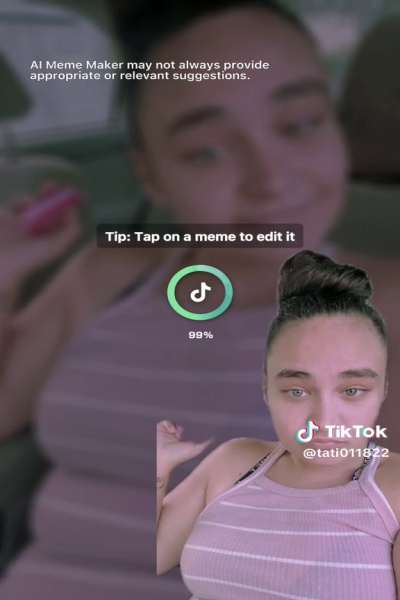 AI Meme Maker may not always provide
appropriate or relevant suggestions.
Tip: Tap on a meme to edit it
99%
TikTok
@tati011822